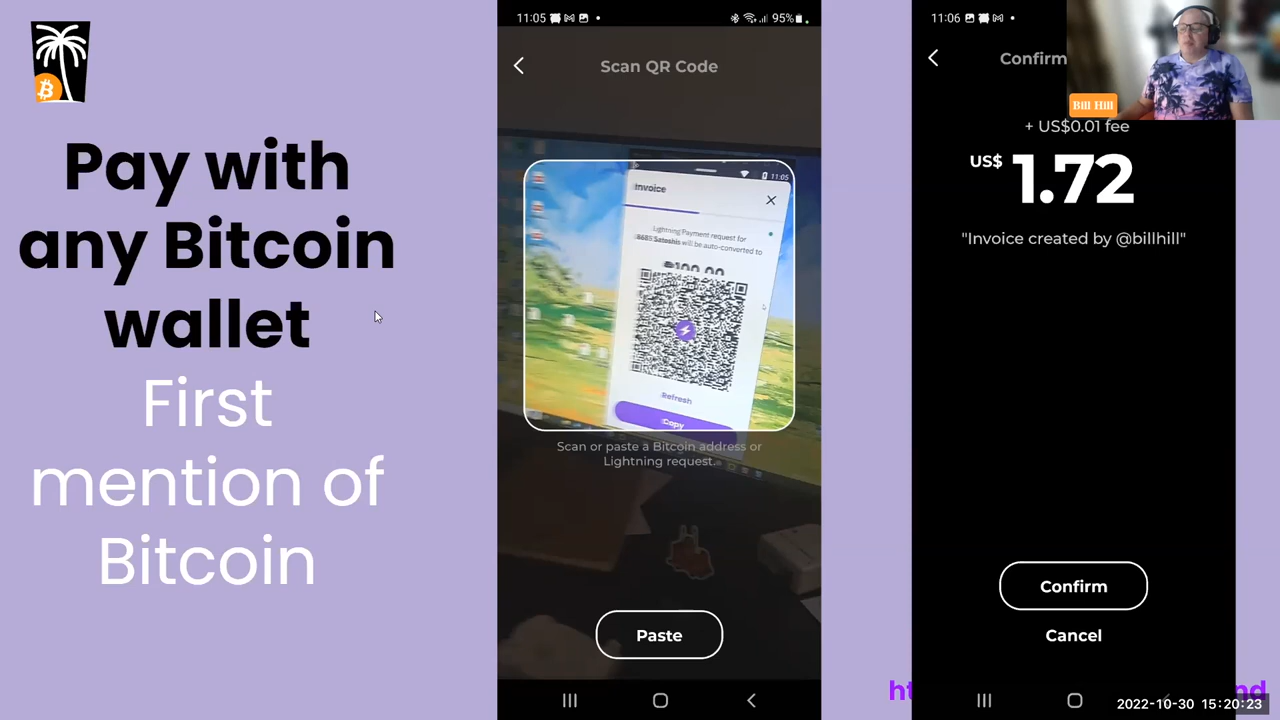 Pay with
any Bitcoin
wallet
First
mention of
Bitcoin
11:05
95%
Scan QR Code
11:05
Invoice
Lightning Payment request for
8685 Satoshis will be auto-converted to
Refresh
Copy
Scan or paste a Bitcoin address or
Lightning request.
Paste
11:06
Confirm
Bill Hill
+ US$0.01 fee
US$ 1.72
"Invoice created by @billhill"
Confirm
Cancel
2022-10-30 15:20:23